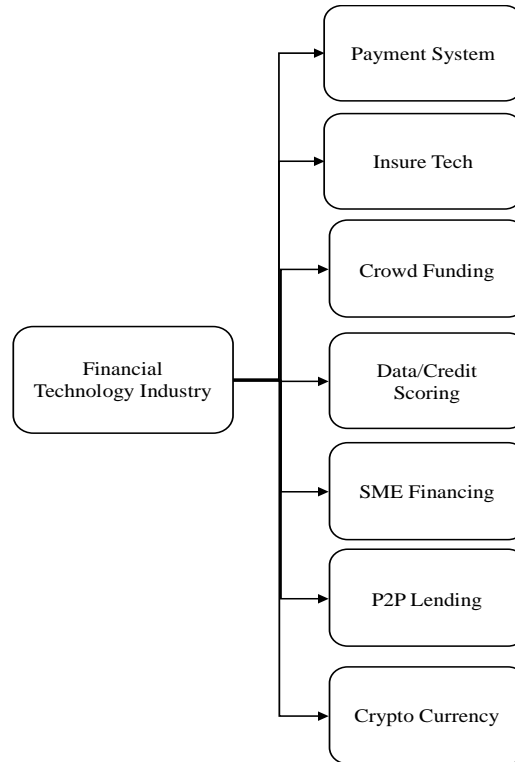 Payment System
Insure Tech
Crowd Funding
Financial
Technology Industry
Data/Credit
Scoring
SME Financing
P2P Lending
Crypto Currency